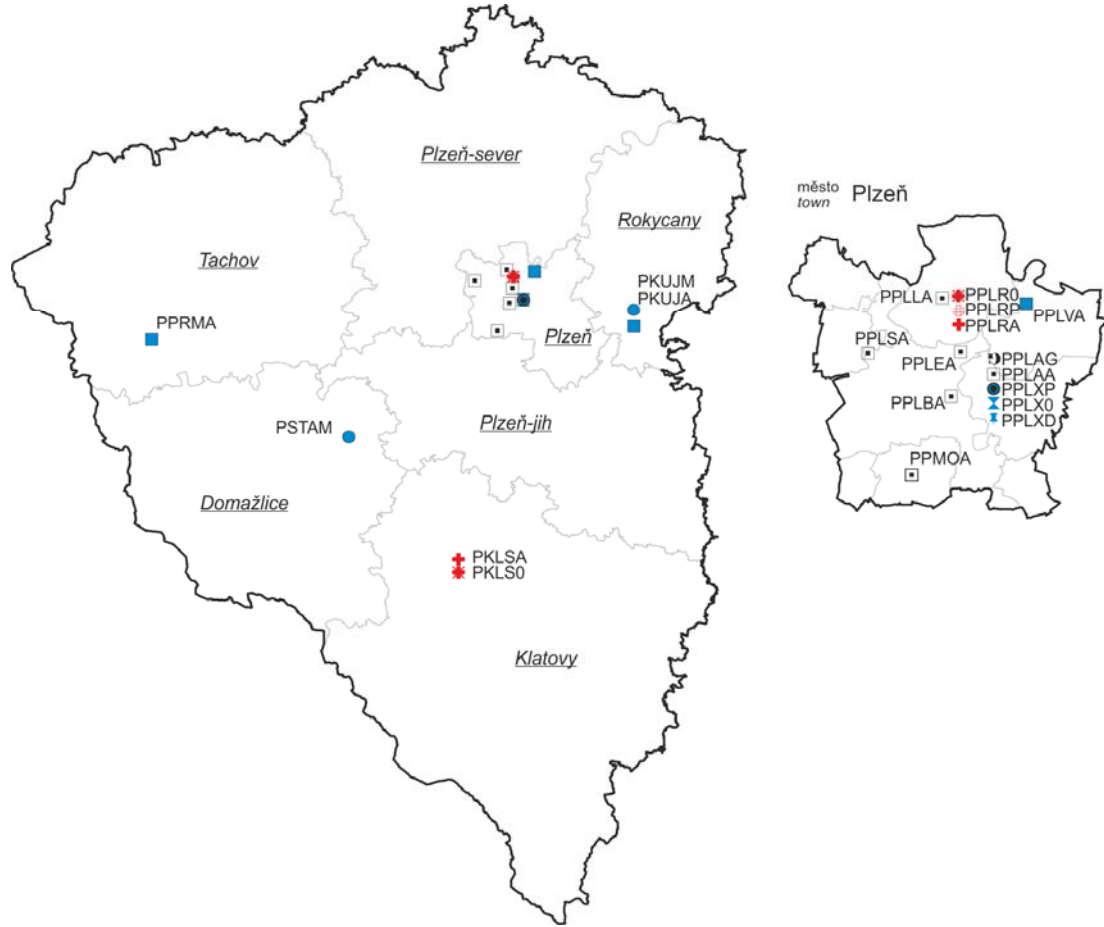 Plzeň-sever
Rokycany
Tachov
PKUJM
PKUJA
PPRMA
Plzeň
PSTAM
Plzeň-jih
Domažlice
PKLSA
PKLS0
Klatovy
město
town
Plzeň
PPLLA
PPLR0
PPLRP
PPLRA
PPLVA
PPLSA
PPLEA
PPLAG
PPLAA
PPLBA
PPLXP
PPLX0
PPLXD
PPMOA